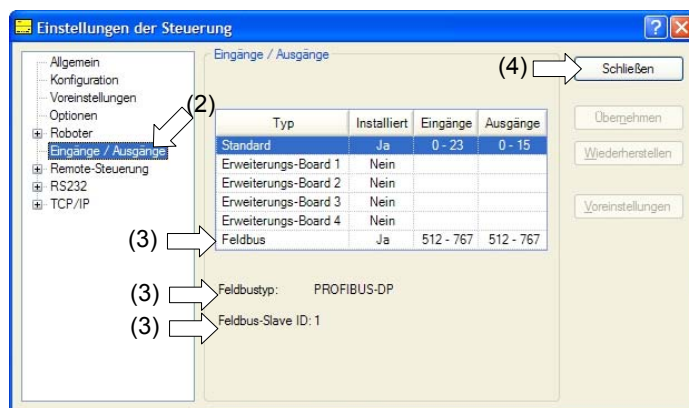 Einstellungen der Steuerung
Allgemein
Konfiguration
Voreinstellungen
Optionen
Roboter
Eingänge / Ausgänge
Remote-Steuerung
RS232
TCP/IP
(2)
Eingänge / Ausgänge
Typ Installiert Eingänge Ausgänge
Standard Ja 0 - 23 0 - 15
Erweiterungs-Board 1 Nein
Erweiterungs-Board 2 Nein
Erweiterungs-Board 3 Nein
Erweiterungs-Board 4 Nein
(3) Feldbus Ja 512 - 767 512 - 767
(3) Feldbustyp: PROFIBUS-DP
(3) Feldbus-Slave ID: 1
(4) Schließen
Übernehmen
Wiederherstellen
Voreinstellungen